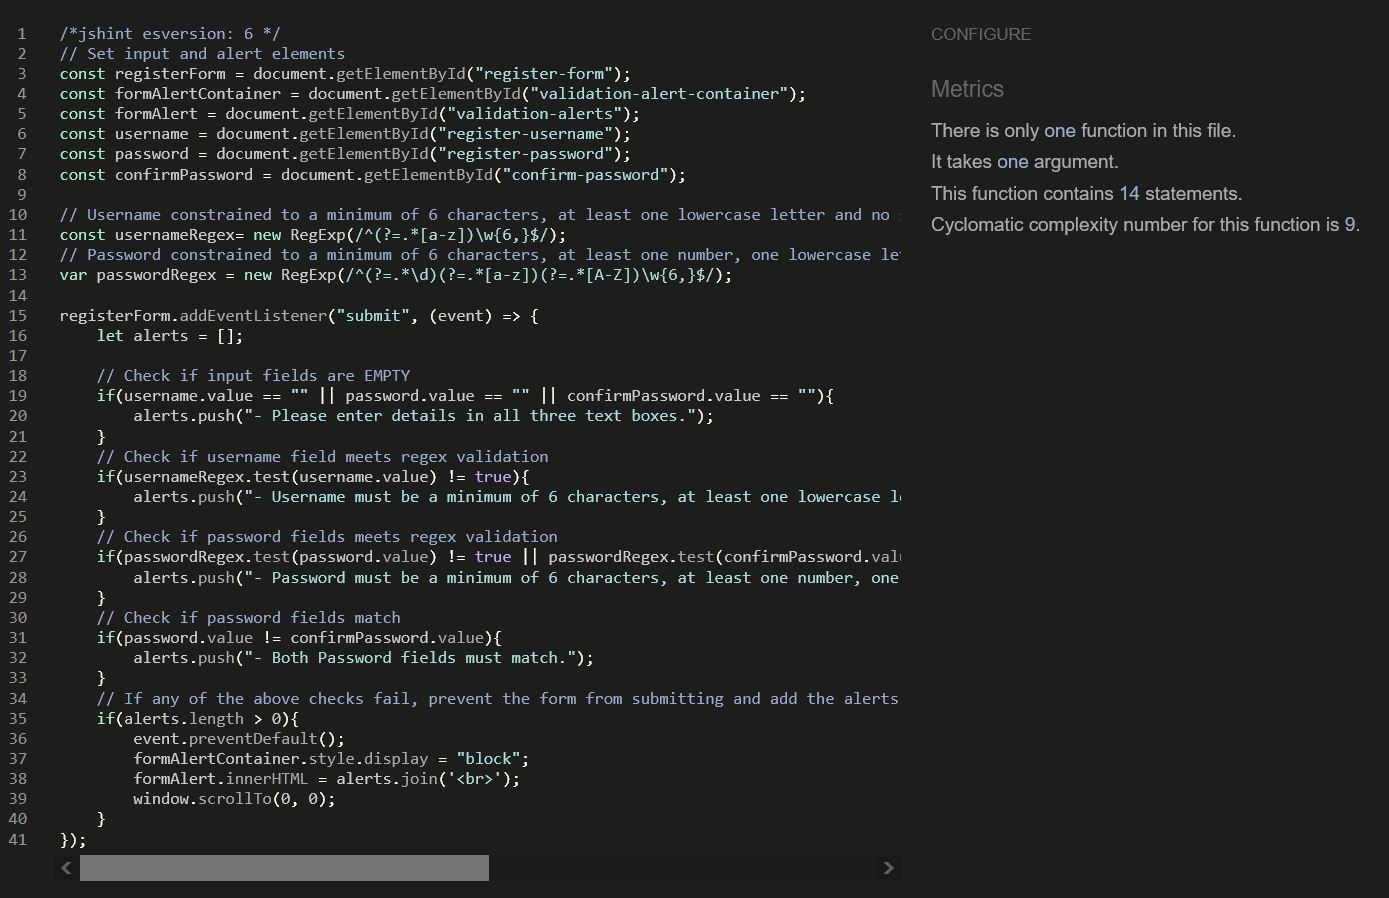 1 /*jshint esversion: 6 */
2 // Set input and alert elements
3 const registerForm = document.getElementById("register-form");
4 const formAlertContainer = document.getElementById("validation-alert-container");
5 const formAlert = document.getElementById("validation-alerts");
6 const username = document.getElementById("register-username");
7 const password = document.getElementById("register-password");
8 const confirmPassword = document.getElementById("confirm-password");
9
10 // Username constrained to a minimum of 6 characters, at least one lowercase letter and no
11 const usernameRegex= new RegExp(/^(?=.*[a-z])\w{6,}$/);
12 // Password constrained to a minimum of 6 characters, at least one number, one lowercase
13 var passwordRegex = new RegExp(/^(?=.*\d)(?=.*[a-z])(?=.*[A-Z])\w{6,}$/);
14
15 registerForm.addEventListener("submit", (event) => {
16 let alerts = [];
17
18 // Check if input fields are EMPTY
19 if(username.value == "" || password.value == "" || confirmPassword.value == ""){
20 alerts.push("- Please enter details in all three text boxes.");
21 }
22 // Check if username field meets regex validation
23 if(usernameRegex.test(username.value) != true){
24 alerts.push("- Username must be a minimum of 6 characters, at least one lowercase
25 }
26 // Check if password fields meets regex validation
27 if(passwordRegex.test(password.value) != true || passwordRegex.test(confirmPassword.val
28 alerts.push("- Password must be a minimum of 6 characters, at least one number, one
29 }
30 // Check if password fields match
31 if(password.value != confirmPassword.value){
32 alerts.push("- Both Password fields must match.");
33 }
34 // If any of the above checks fail, prevent the form from submitting and add the alerts
35 if(alerts.length > 0){
36 event.preventDefault();
37 formAlertContainer.style.display = "block";
38 formAlert.innerHTML = alerts.join('<br>');
39 window.scrollTo(0, 0);
40 }
41 });
CONFIGURE
Metrics
There is only one function in this file.
It takes one argument.
This function contains 14 statements.
Cyclomatic complexity number for this function is 9.